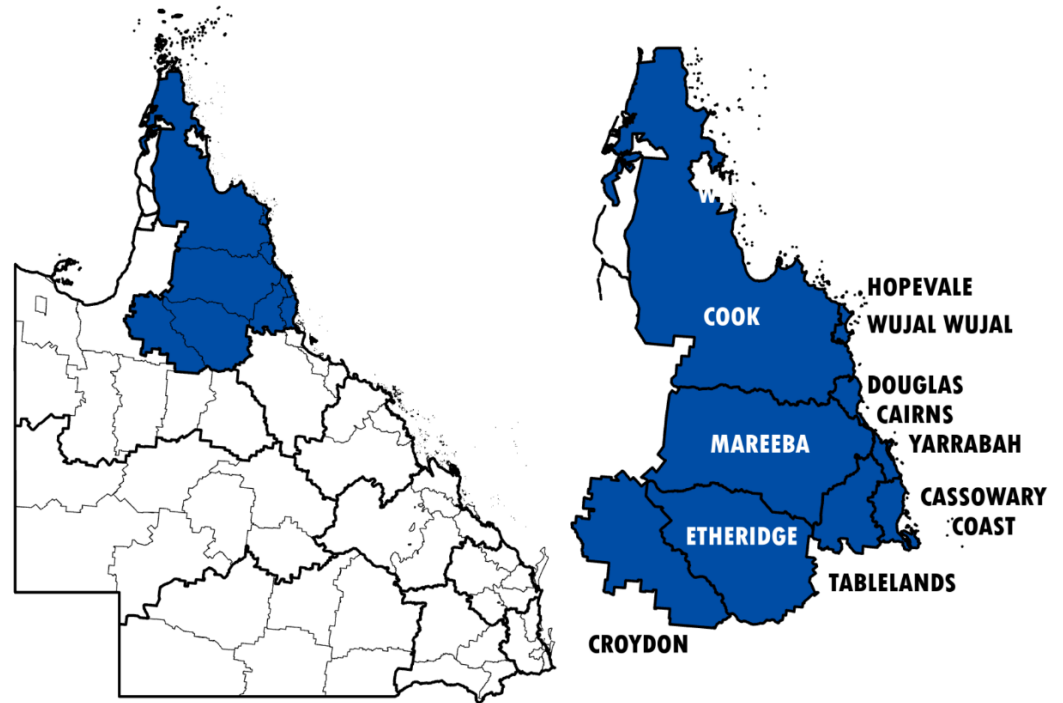 W
HOPEVALE
COOK
WUJAL WUJAL
DOUGLAS
CAIRNS
MAREEBA
YARRABAH
CASSOWARY
COAST
ETHERIDGE
TABLELANDS
CROYDON